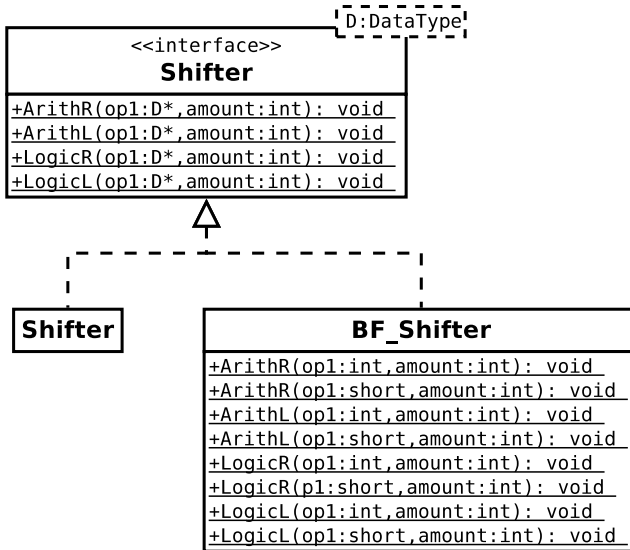 D:DataType
<<interface>>
Shifter
+ArithR(op1:D*,amount:int): void
+ArithL(op1:D*,amount:int): void
+LogicR(op1:D*,amount:int): void
+LogicL(op1:D*,amount:int): void
Shifter
BF_Shifter
+ArithR(op1:int,amount:int): void
+ArithR(op1:short,amount:int): void
+ArithL(op1:int,amount:int): void
+ArithL(op1:short,amount:int): void
+LogicR(op1:int,amount:int): void
+LogicR(p1:short,amount:int): void
+LogicL(op1:int,amount:int): void
+LogicL(op1:short,amount:int): void